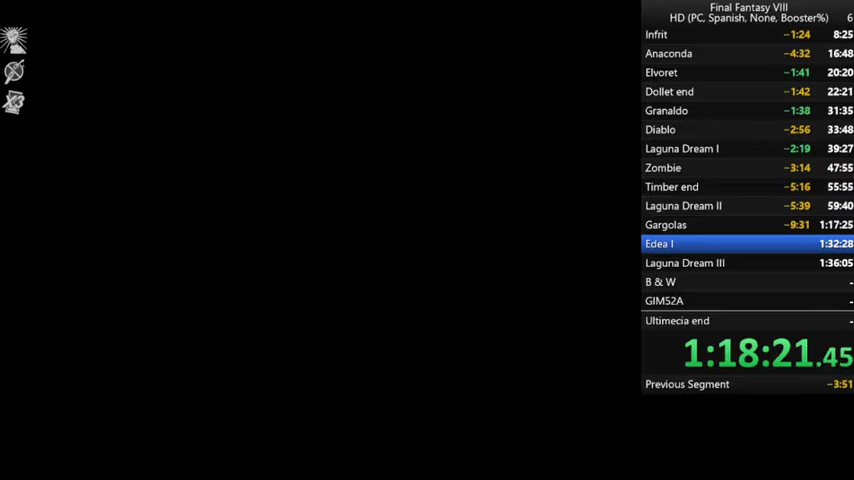 Final Fantasy VIII
HD (PC, Spanish, None, Booster%) 6
Infrit −1:24 8:25
Anaconda −4:32 16:48
Elvoret −1:41 20:20
Dollet end −1:42 22:21
Granaldo −1:38 31:35
Diablo −2:56 33:48
Laguna Dream I −2:19 39:27
Zombie −3:14 47:55
Timber end −5:16 55:55
Laguna Dream II −5:39 59:40
Gargolas −9:31 1:17:25
Edea I 1:32:28
Laguna Dream III 1:36:05
B & W -
GIM52A -
Ultimecia end -
1:18:21.45
Previous Segment −3:51
X3